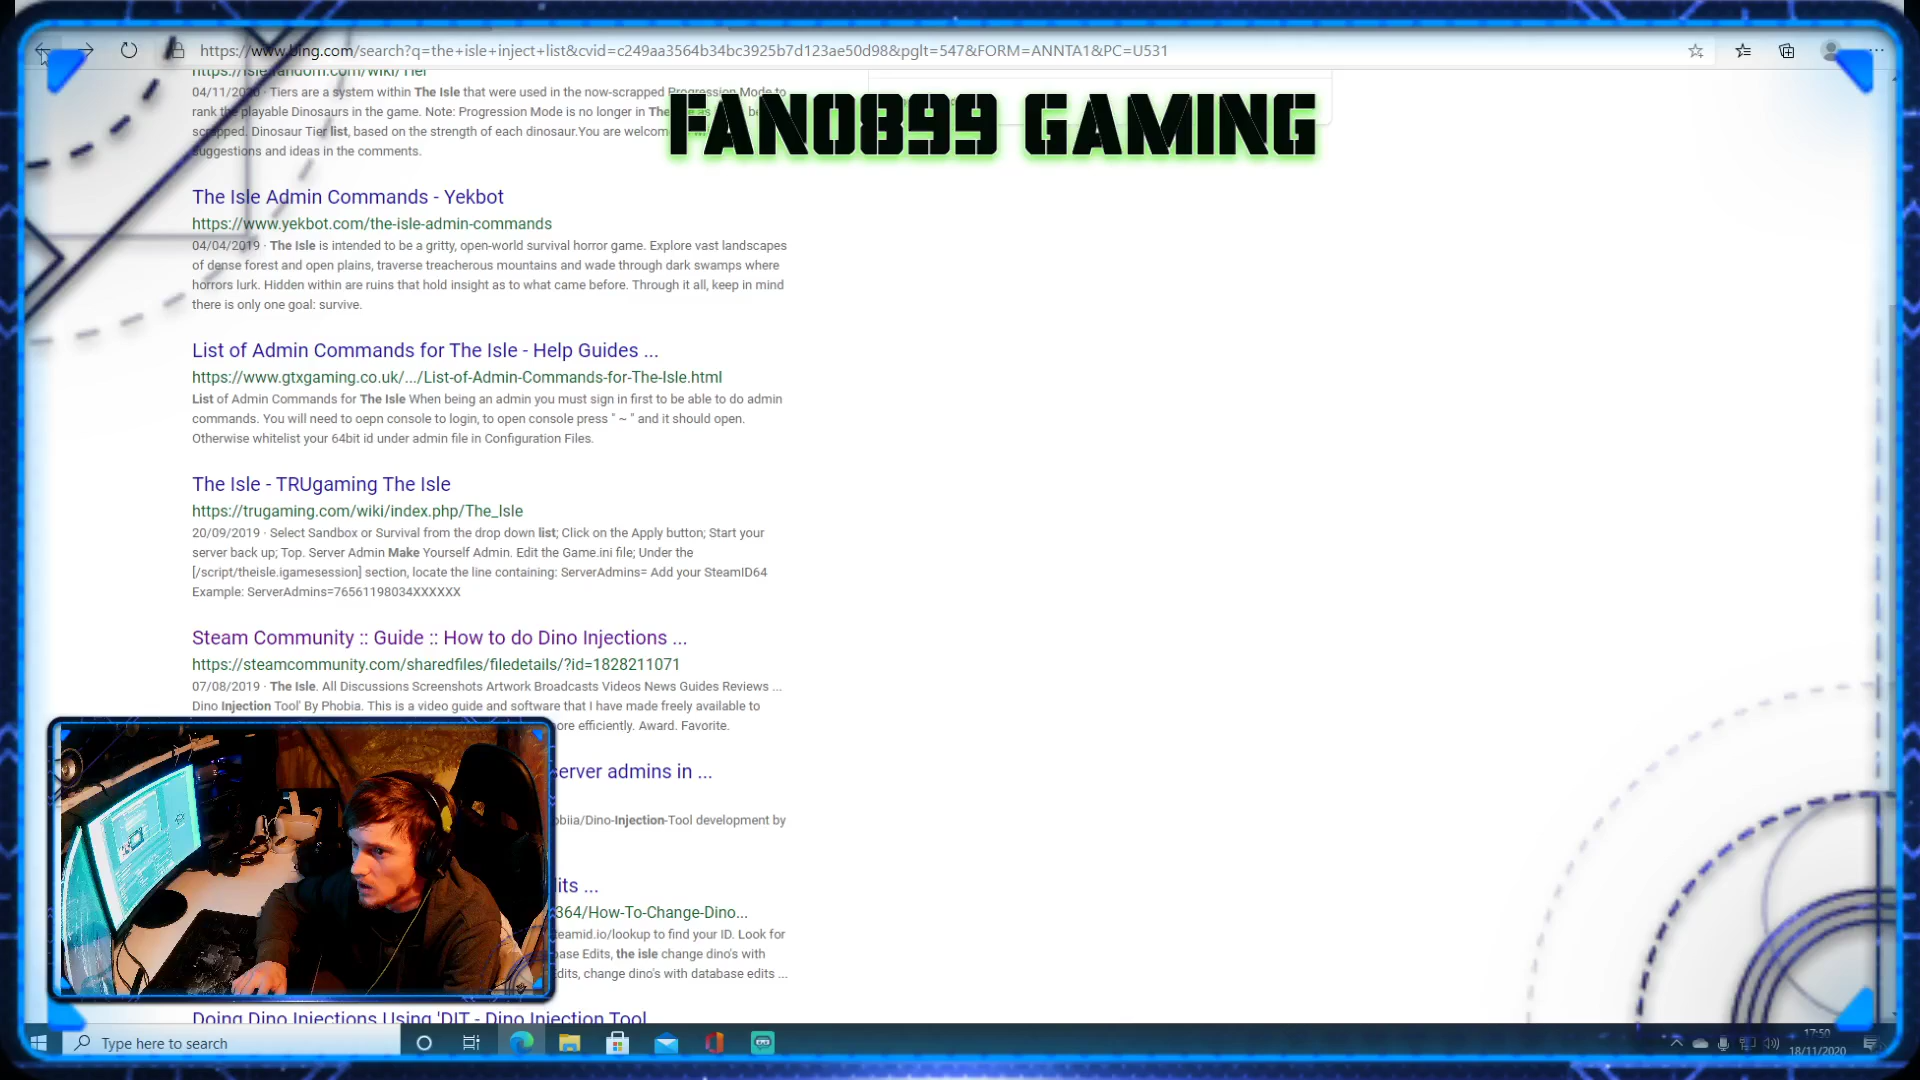 https://www.bing.com/search?q=the+isle+inject+list&cvid=c249aa3564b34bc3925b7d123ae50d98&pglt=547&FORM=ANNTA1&PC=U531
https://isle.fandom.com/wiki/Tier
04/11/2020 · Tiers are a system within The Isle that were used in the now-scrapped Progression Mode to
rank the playable Dinosaurs in the game. Note: Progression Mode is no longer in The
scrapped. Dinosaur Tier list, based on the strength of each dinosaur.You are
suggestions and ideas in the comments.
FANO899 GAMING
The Isle Admin Commands - Yekbot
https://www.yekbot.com/the-isle-admin-commands
04/04/2019 · The Isle is intended to be a gritty, open-world survival horror game. Explore vast landscapes
of dense forest and open plains, traverse treacherous mountains and wade through dark swamps where
horrors lurk. Hidden within are ruins that hold insight as to what came before. Through it all, keep in mind
there is only one goal: survive.
List of Admin Commands for The Isle - Help Guides ...
https://www.gtxgaming.co.uk/.../List-of-Admin-Commands-for-The-Isle.html
List of Admin Commands for The Isle When being an admin you must sign in first to be able to do admin
commands. You will need to oepn console to login, to open console press " ~ " and it should open.
Otherwise whitelist your 64bit id under admin file in Configuration Files.
The Isle - TRUgaming The Isle
https://trugaming.com/wiki/index.php/The_Isle
20/09/2019 · Select Sandbox or Survival from the drop down list; Click on the Apply button; Start your
server back up; Top. Server Admin Make Yourself Admin. Edit the Game.ini file; Under the
[/script/theisle.igamesession] section, locate the line containing: ServerAdmins= Add your SteamID64
Example: ServerAdmins=76561198034XXXXXX
Steam Community :: Guide :: How to do Dino Injections ...
https://steamcommunity.com/sharedfiles/filedetails/?id=1828211071
07/08/2019 · The Isle. All Discussions Screenshots Artwork Broadcasts Videos News Guides Reviews ...
Dino Injection Tool' By Phobia. This is a video guide and software that I have made freely available to
more efficiently. Award. Favorite.
server admins in ...
obiia/Dino-Injection-Tool development by
its ...
364/How-To-Change-Dino...
teamid.io/lookup to find your ID. Look for
base Edits, the isle change dino's with
Edits, change dino's with database edits ...
Doing Dino Injections Using 'DIT - Dino Injection Tool
Type here to search
17:50
18/11/2020